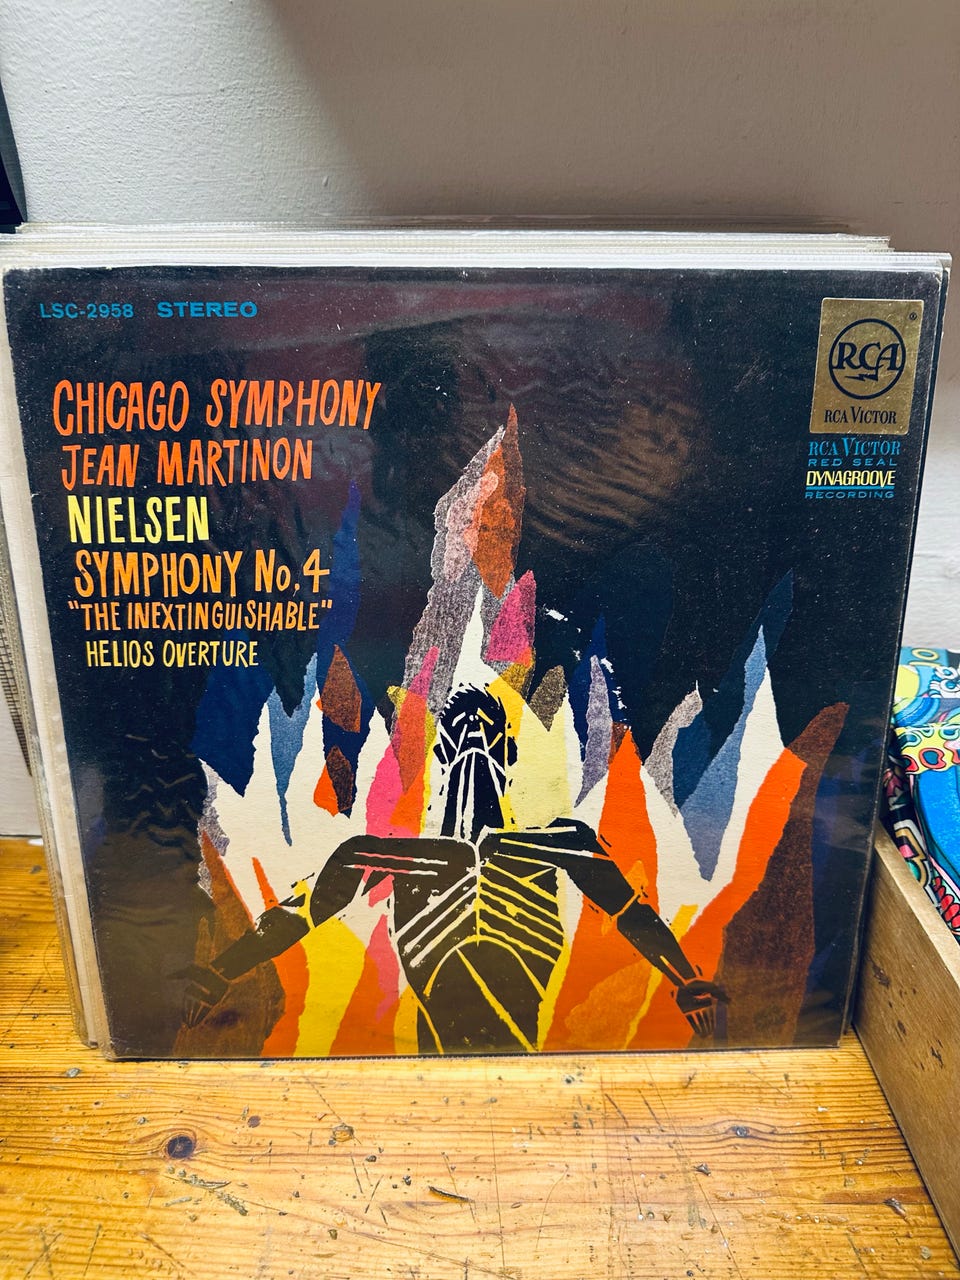 LSC-2958 STEREO
CHICAGO SYMPHONY
JEAN MARTINON
NIELSEN
SYMPHONY No. 4
"THE INEXTINGUISHABLE"
HELIOS OVERTURE
RCA ®
RCA VICTOR
RCA VICTOR
RED SEAL
DYNAGROOVE
RECORDING